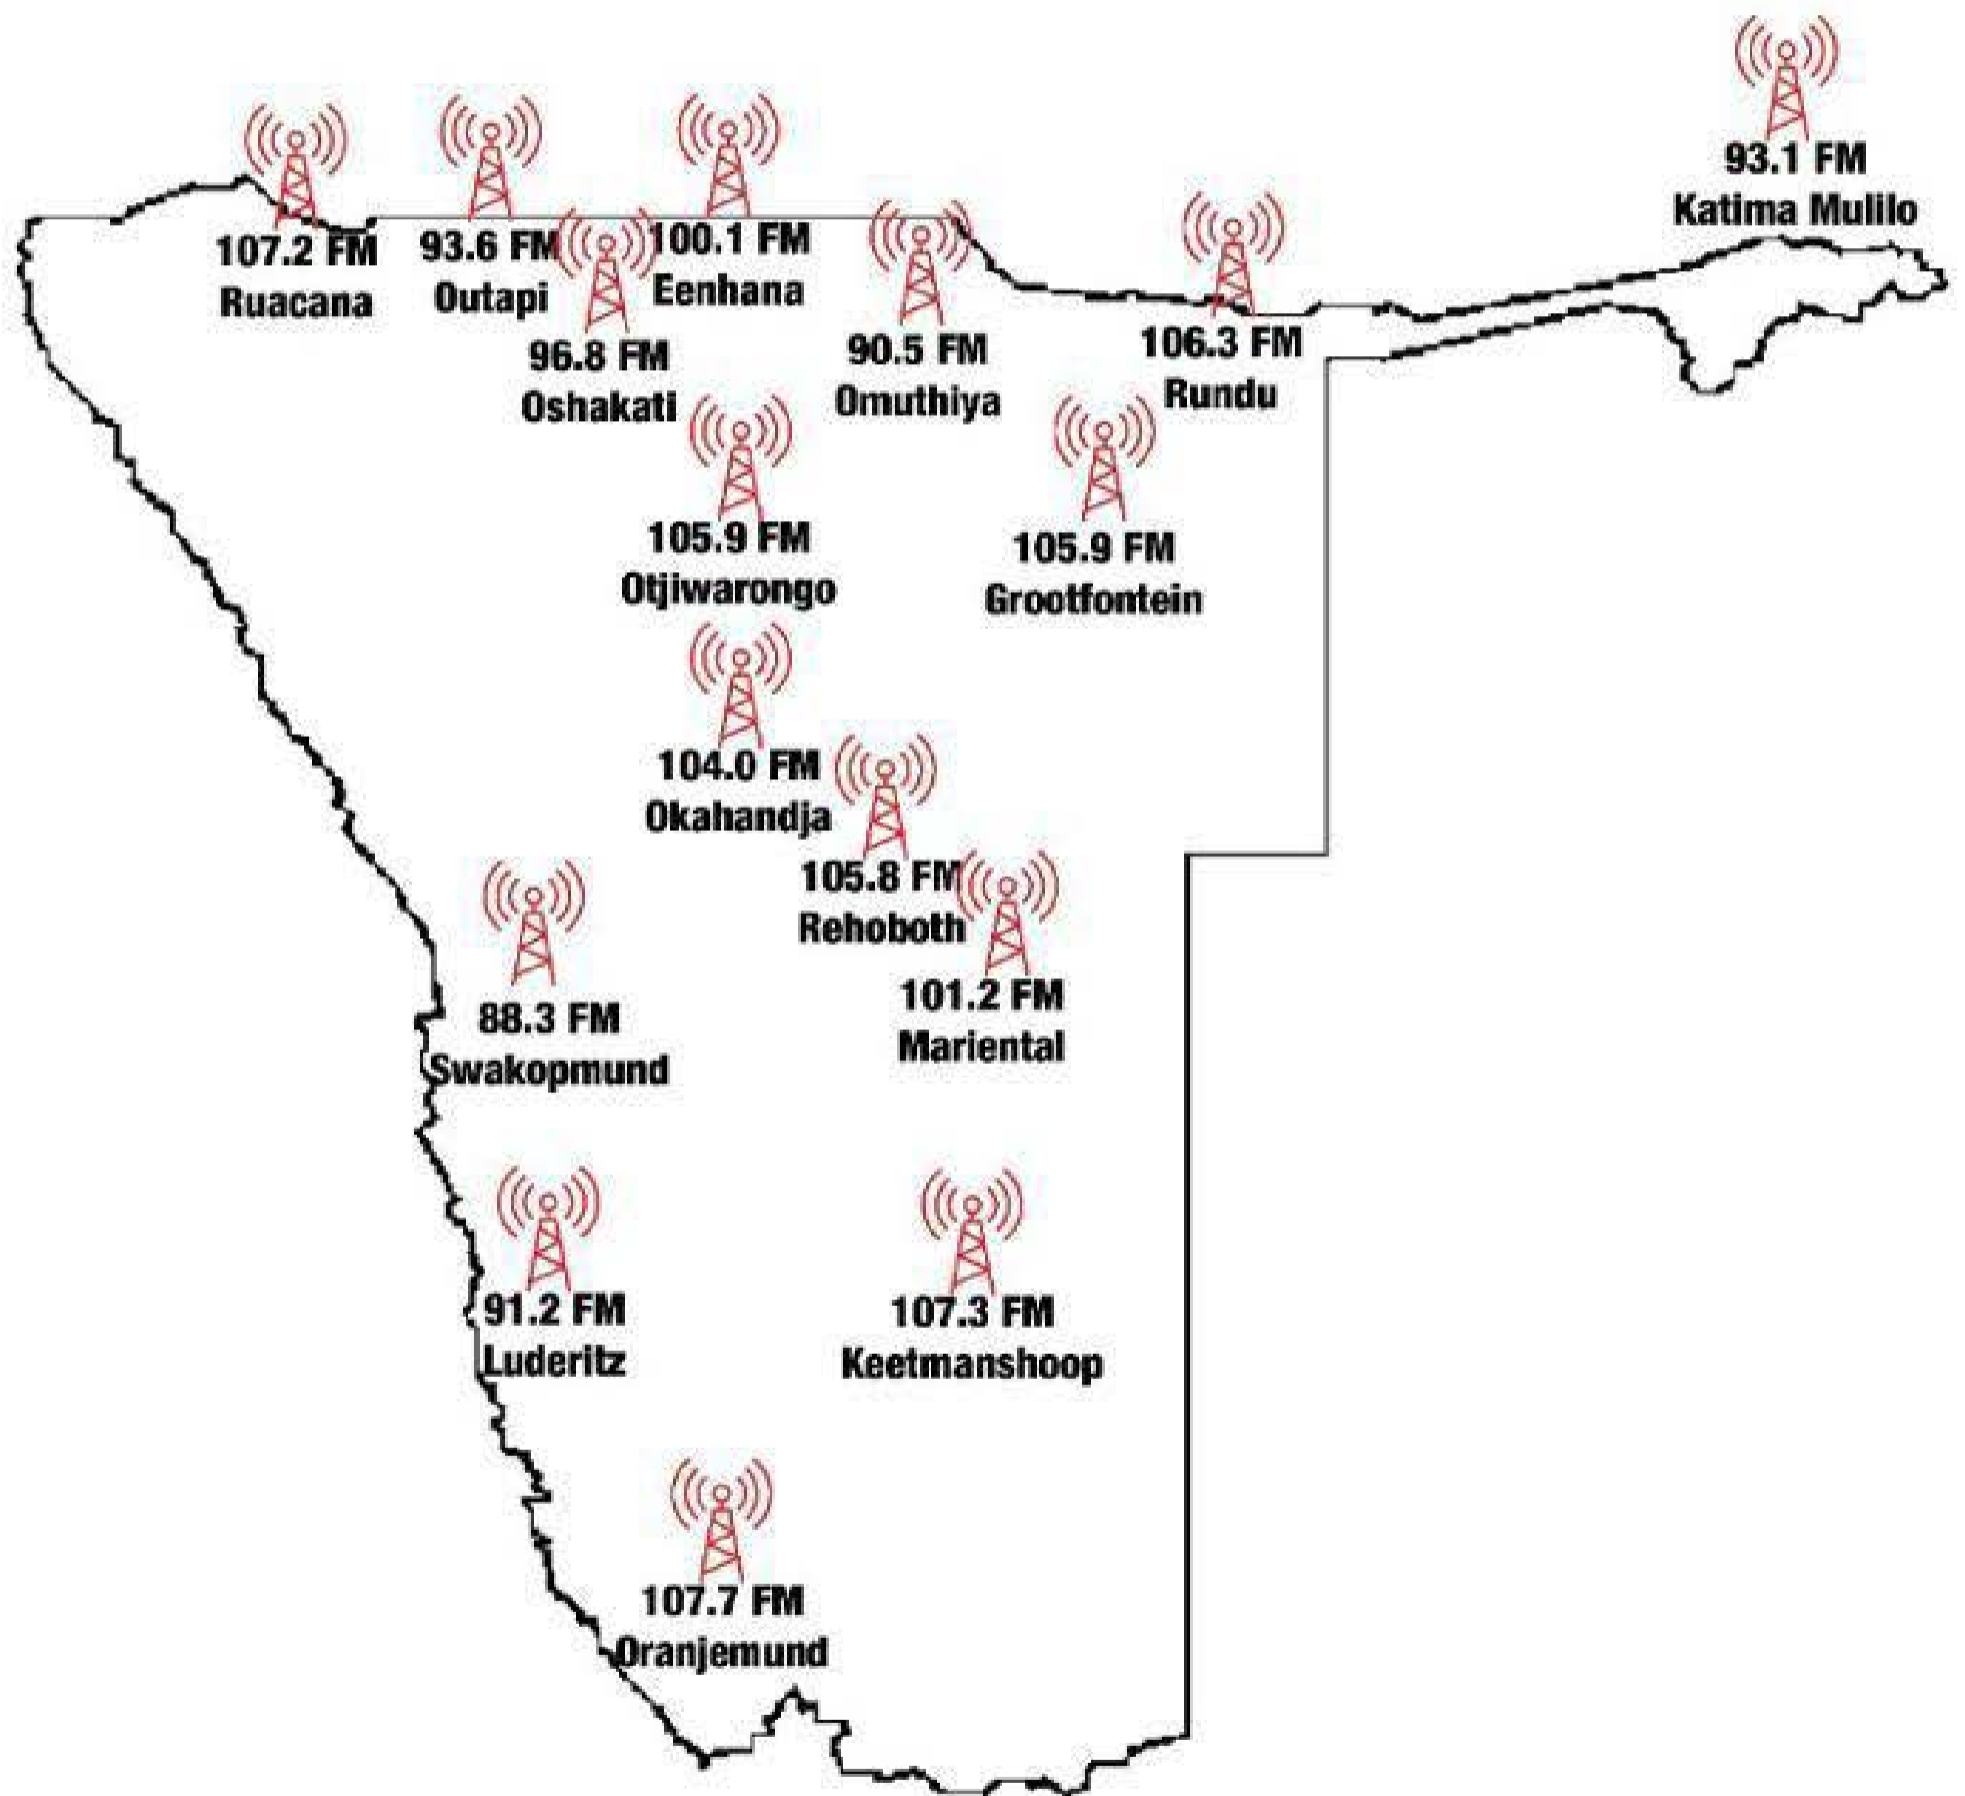 93.1 FM
Katima Mulilo
107.2 FM
Ruacana
93.6 FM
Outapi
100.1 FM
Eenhana
96.8 FM
Oshakati
90.5 FM
Omuthiya
106.3 FM
Rundu
105.9 FM
Otjiwarongo
105.9 FM
Grootfontein
104.0 FM
Okahandja
105.8 FM
Rehoboth
101.2 FM
Mariental
88.3 FM
Swakopmund
91.2 FM
Luderitz
107.3 FM
Keetmanshoop
107.7 FM
Oranjemund